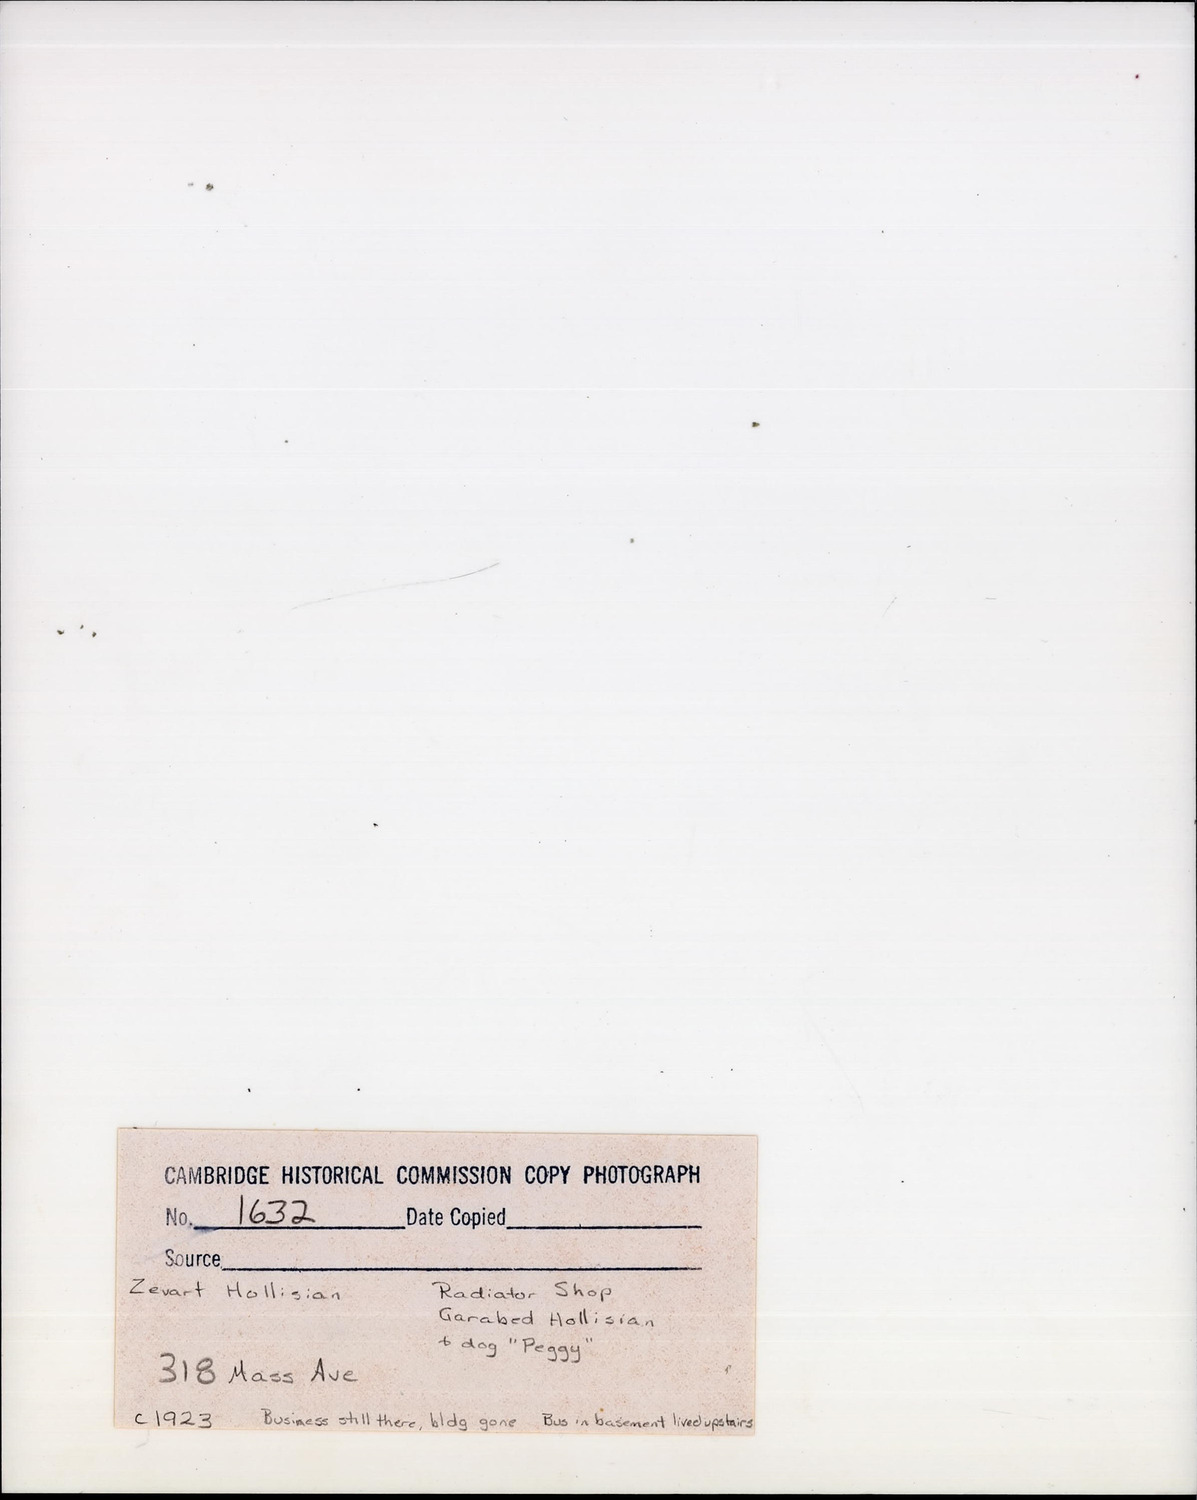 CAMBRIDGE HISTORICAL COMMISSION COPY PHOTOGRAPH
No. 1632 Date Copied
Source
Zevart Hollisian Radiator Shop
Garabed Hollisian
+ dog "Peggy"
318 Mass Ave
c 1923 Business still there, bldg gone Bus in basement lived upstairs